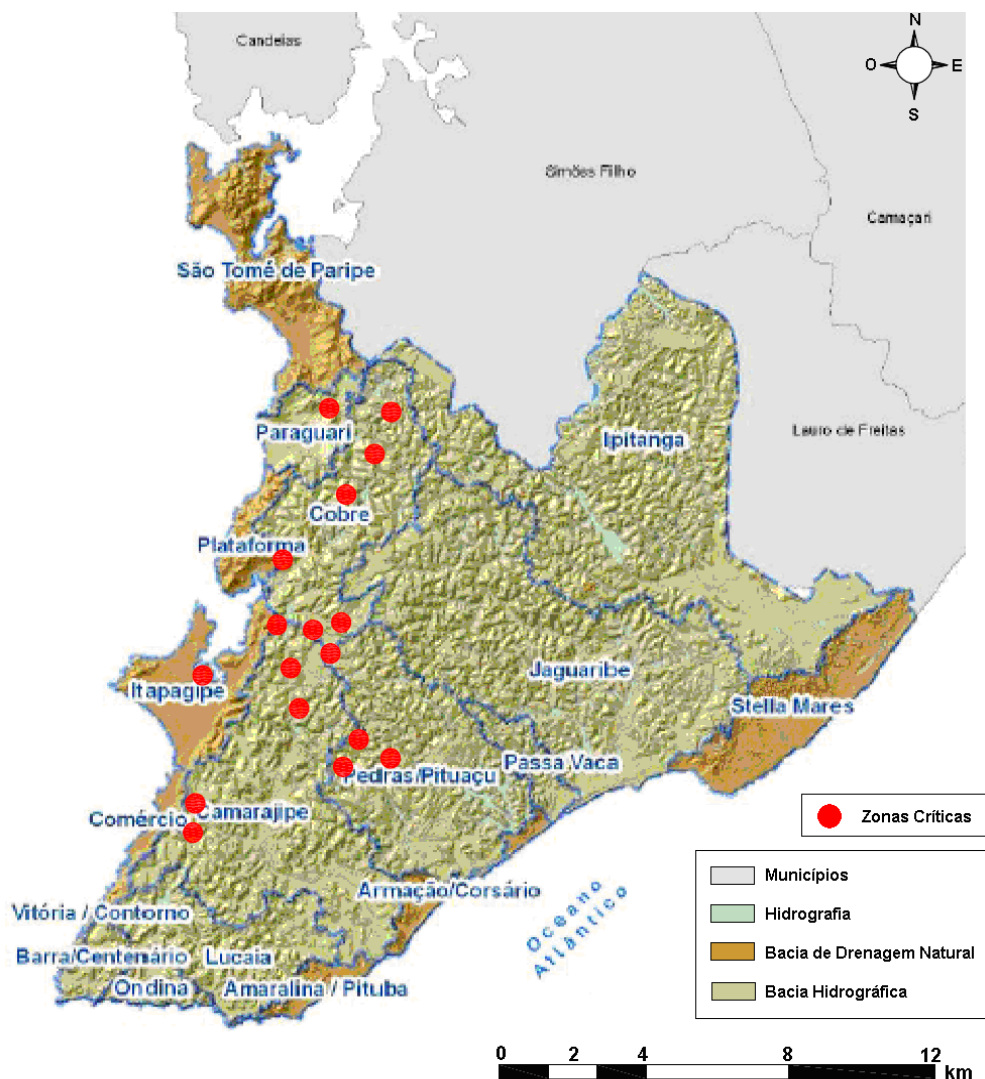 Candeias
N
O
E
S
Simões Filho
Camaçari
São Tomé de Paripe
Lauro de Freitas
Ipitanga
Paraguari
Cobre
Plataforma
Jaguaribe
Itapagipe
Stella Mares
Passa Vaca
Pedras/Pituaçu
Comércio
Camarajipe
Zonas Críticas
Armação/Corsário
Oceano
Atlântico
Vitória / Contorno
Barra/Centenário
Lucaia
Ondina
Amaralina / Pituba
Municípios
Hidrografia
Bacia de Drenagem Natural
Bacia Hidrográfica
0 2 4 8 12
km